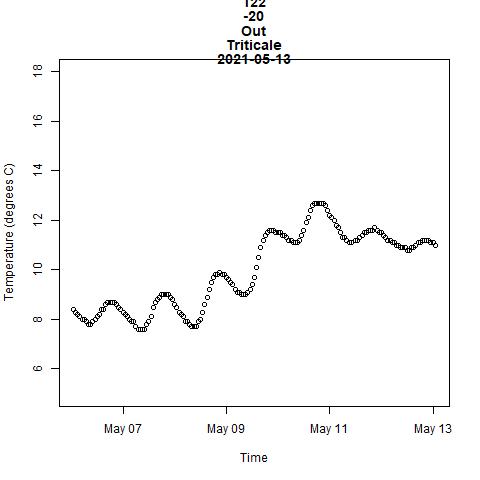 122
-20
Out
Triticale
2021-05-13
18
16
14
12
10
8
6
Temperature (degrees C)
May 07
May 09
May 11
May 13
Time